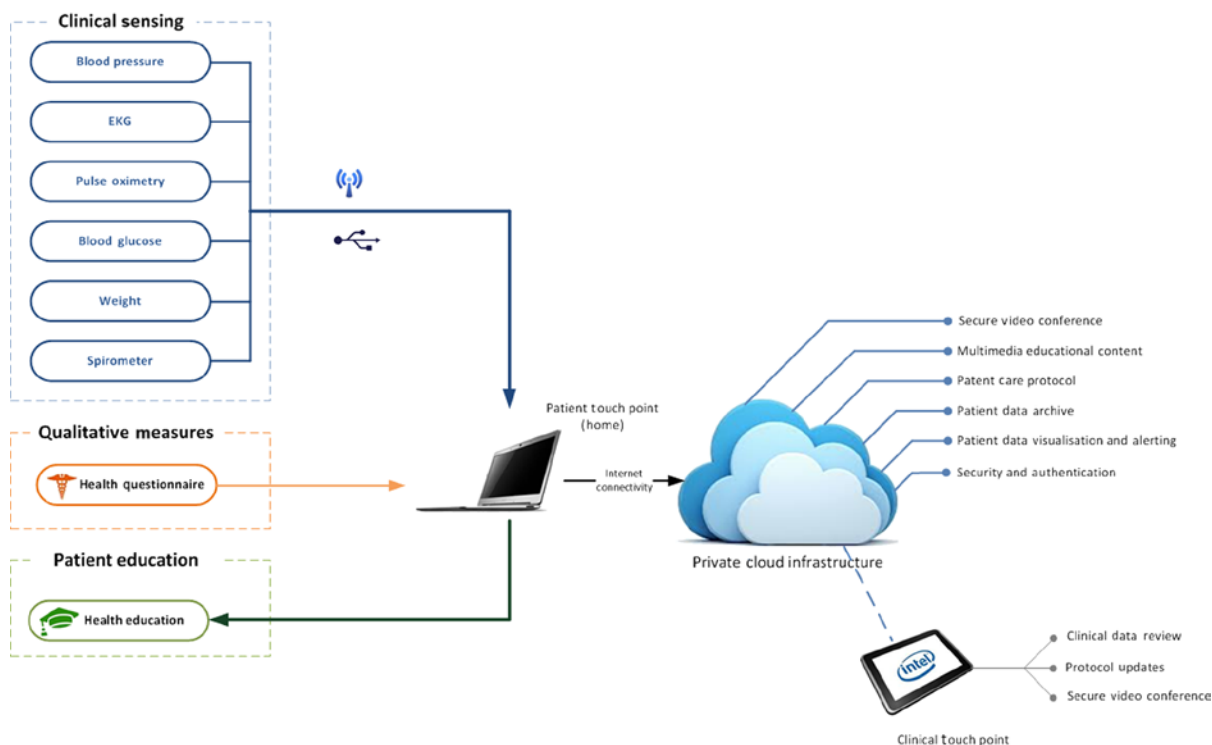 Clinical sensing
Blood pressure
EKG
Pulse oximetry
Blood glucose
Weight
Spirometer
Qualitative measures
Health questionnaire
Patient education
Health education
Patient touch point
(home)
Internet
connectivity
Secure video conference
Multimedia educational content
Patent care protocol
Patient data archive
Patient data visualisation and alerting
Security and authentication
Private cloud infrastructure
intel
Clinical data review
Protocol updates
Secure video conference
Clinical touch point